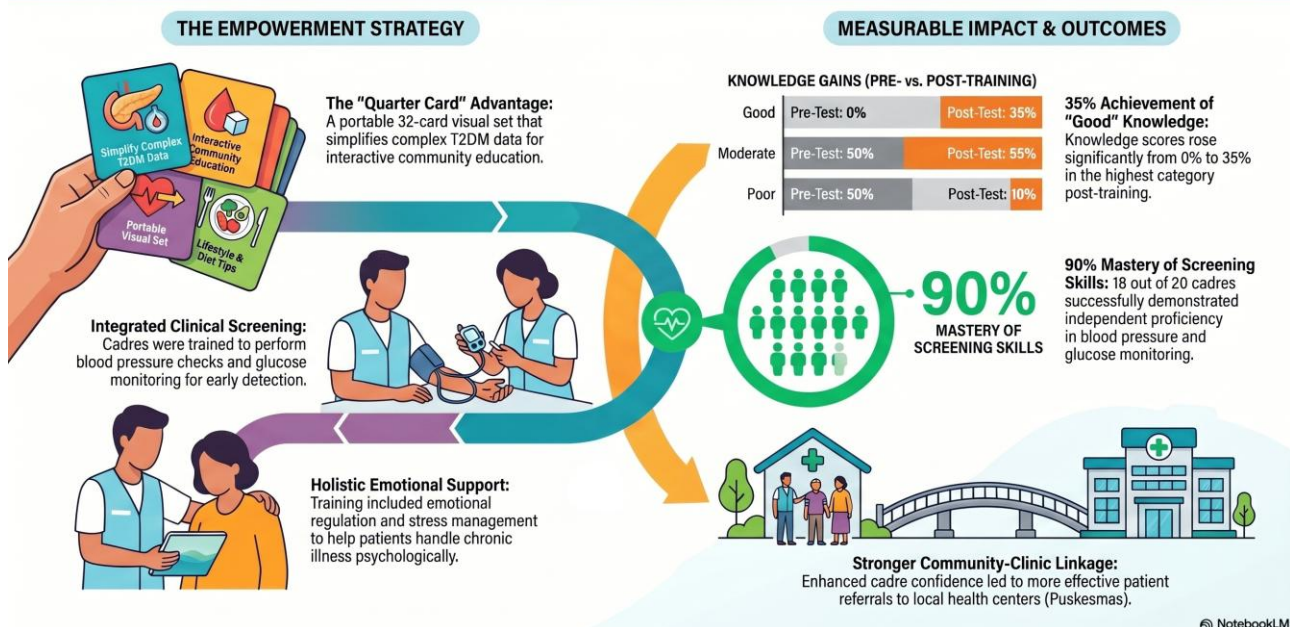 THE EMPOWERMENT STRATEGY
Simplify Complex
T2DM Data
Interactive
Community
Education
Portable
Visual Set
Lifestyle &
Diet Tips
The "Quarter Card" Advantage:
A portable 32-card visual set that
simplifies complex T2DM data for
interactive community education.
Integrated Clinical Screening:
Cadres were trained to perform
blood pressure checks and glucose
monitoring for early detection.
Holistic Emotional Support:
Training included emotional
regulation and stress management
to help patients handle chronic
illness psychologically.
MEASURABLE IMPACT & OUTCOMES
KNOWLEDGE GAINS (PRE- vs. POST-TRAINING)
Good Pre-Test: 0% Post-Test: 35%
Moderate Pre-Test: 50% Post-Test: 55%
Poor Pre-Test: 50% Post-Test: 10%
35% Achievement of
"Good" Knowledge:
Knowledge scores rose
significantly from 0% to 35%
in the highest category
post-training.
90%
MASTERY OF
SCREENING SKILLS
90% Mastery of Screening
Skills: 18 out of 20 cadres
successfully demonstrated
independent proficiency
in blood pressure and
glucose monitoring.
Stronger Community-Clinic Linkage:
Enhanced cadre confidence led to more effective patient
referrals to local health centers (Puskesmas).
NotebookLM